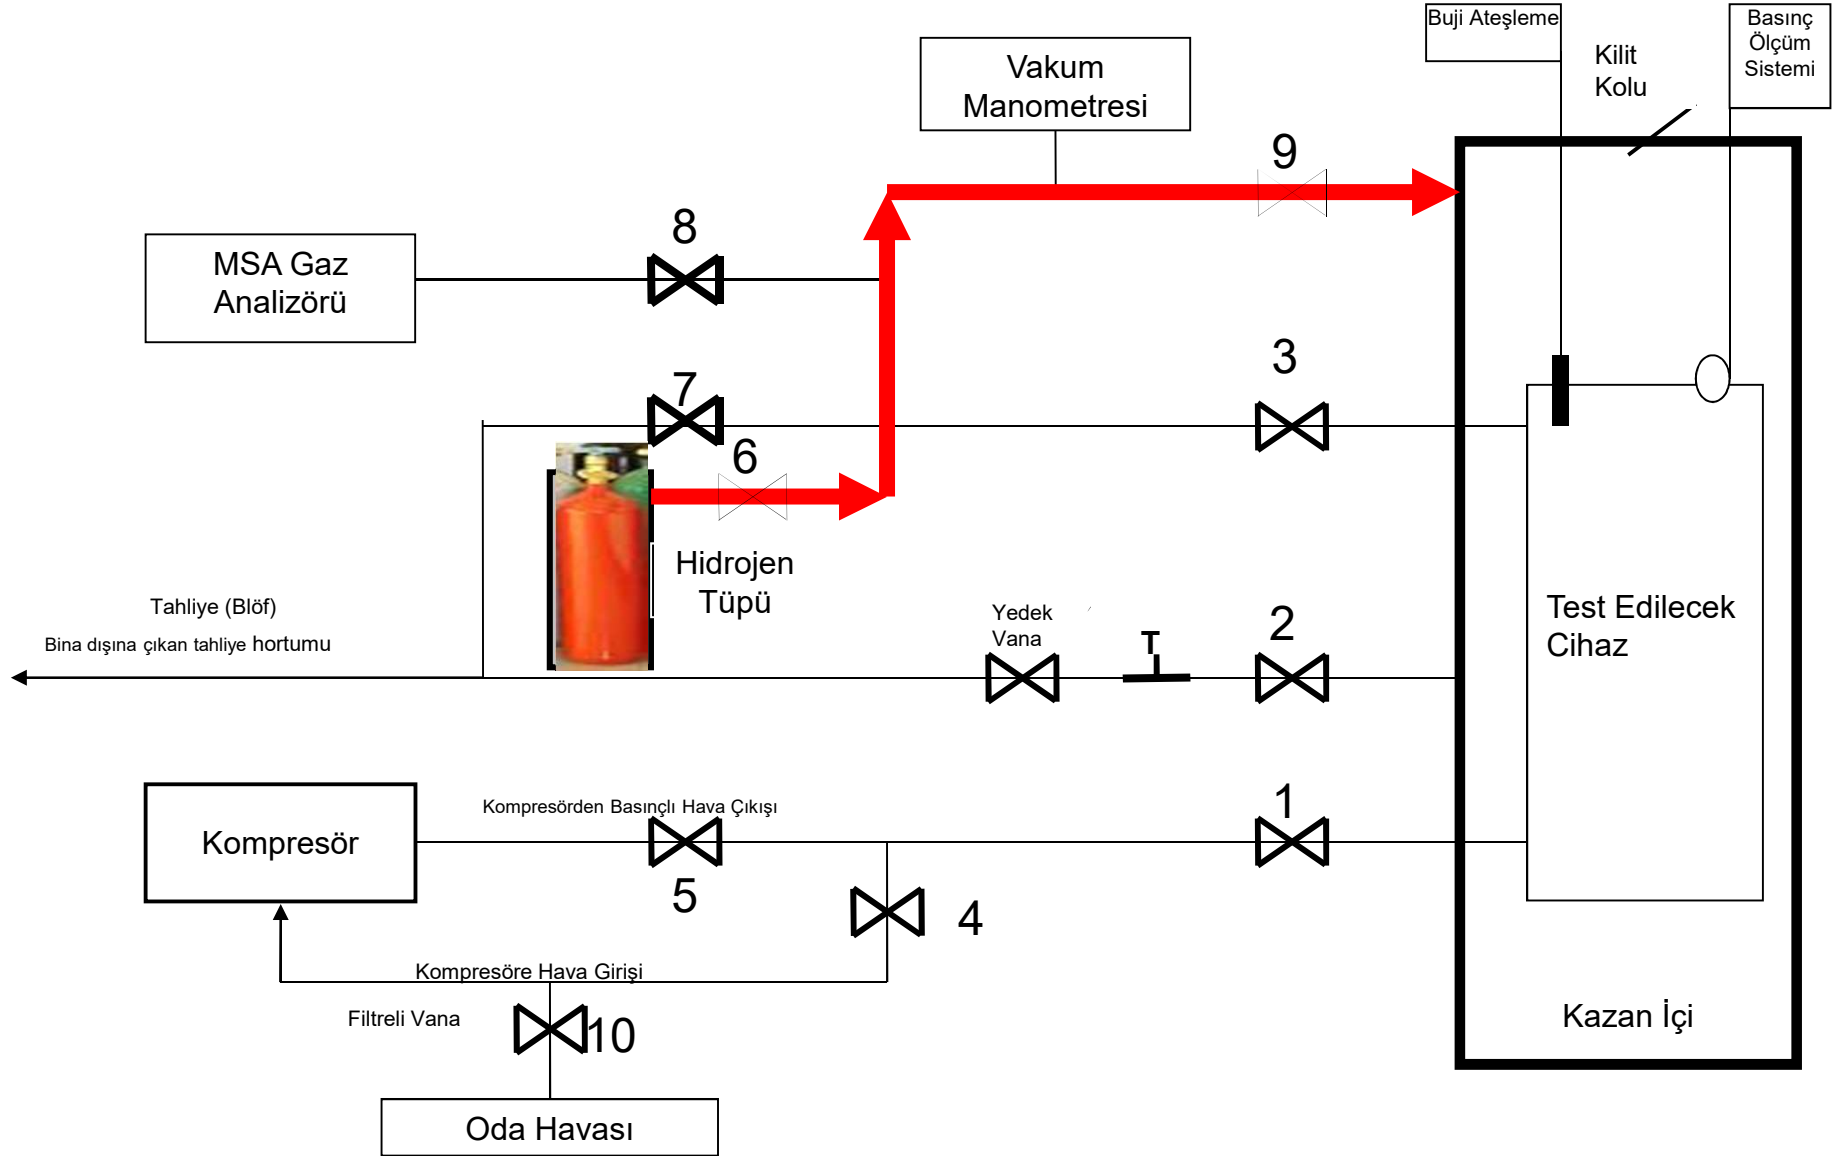 Buji Ateşleme
Basınç
Ölçüm
Sistemi
Kilit
Kolu
Vakum
Manometresi
9
8
MSA Gaz
Analizörü
3
7
6
Hidrojen
Tüpü
Tahliye (Blöf)
Bina dışına çıkan tahliye hortumu
Yedek
Vana
T
2
Test Edilecek
Cihaz
Kompresörden Basınçlı Hava Çıkışı
1
Kompresör
5
4
Kompresöre Hava Girişi
Filtreli Vana
10
Kazan İçi
Oda Havası